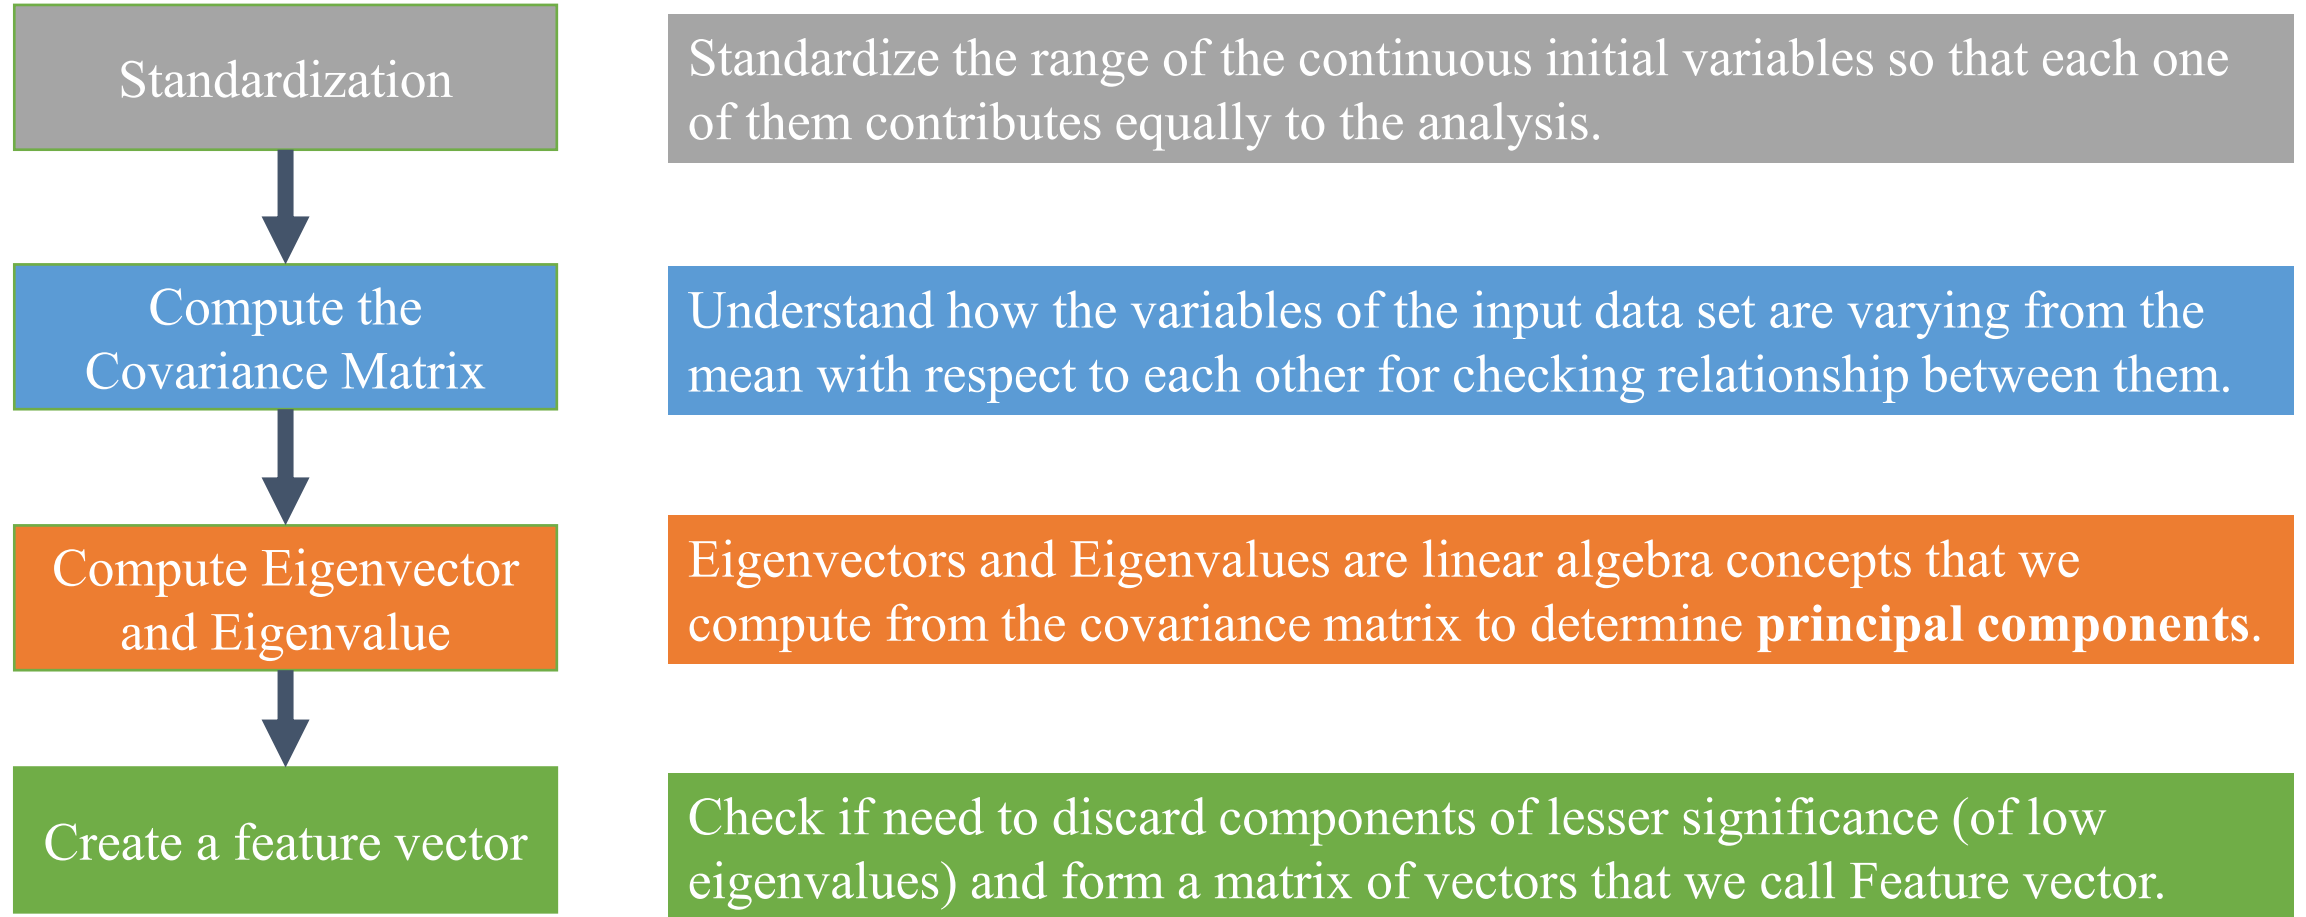 Standardization
Standardize the range of the continuous initial variables so that each one
of them contributes equally to the analysis.
Compute the
Covariance Matrix
Understand how the variables of the input data set are varying from the
mean with respect to each other for checking relationship between them.
Compute Eigenvector
and Eigenvalue
Eigenvectors and Eigenvalues are linear algebra concepts that we
compute from the covariance matrix to determine principal components.
Create a feature vector
Check if need to discard components of lesser significance (of low
eigenvalues) and form a matrix of vectors that we call Feature vector.